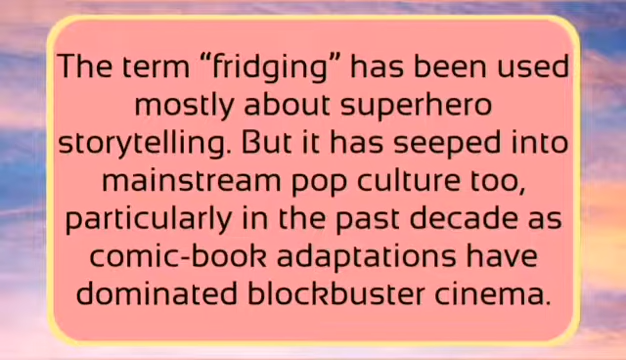 The term “fridging” has been used
mostly about superhero
storytelling. But it has seeped into
mainstream pop culture too,
particularly in the past decade as
comic-book adaptations have
dominated blockbuster cinema.